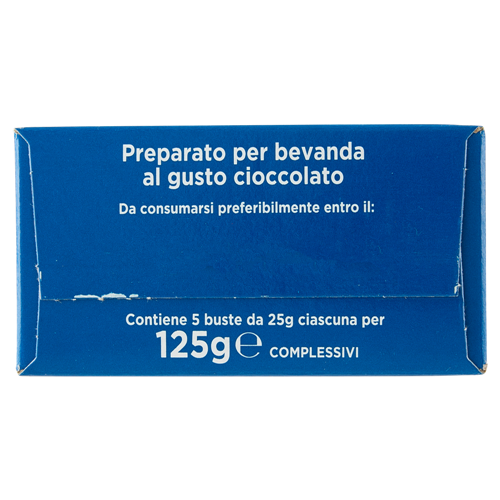 Preparato per bevanda
al gusto cioccolato
Da consumarsi preferibilmente entro il:
Contiene 5 buste da 25g ciascuna per
125g℮ COMPLESSIVI